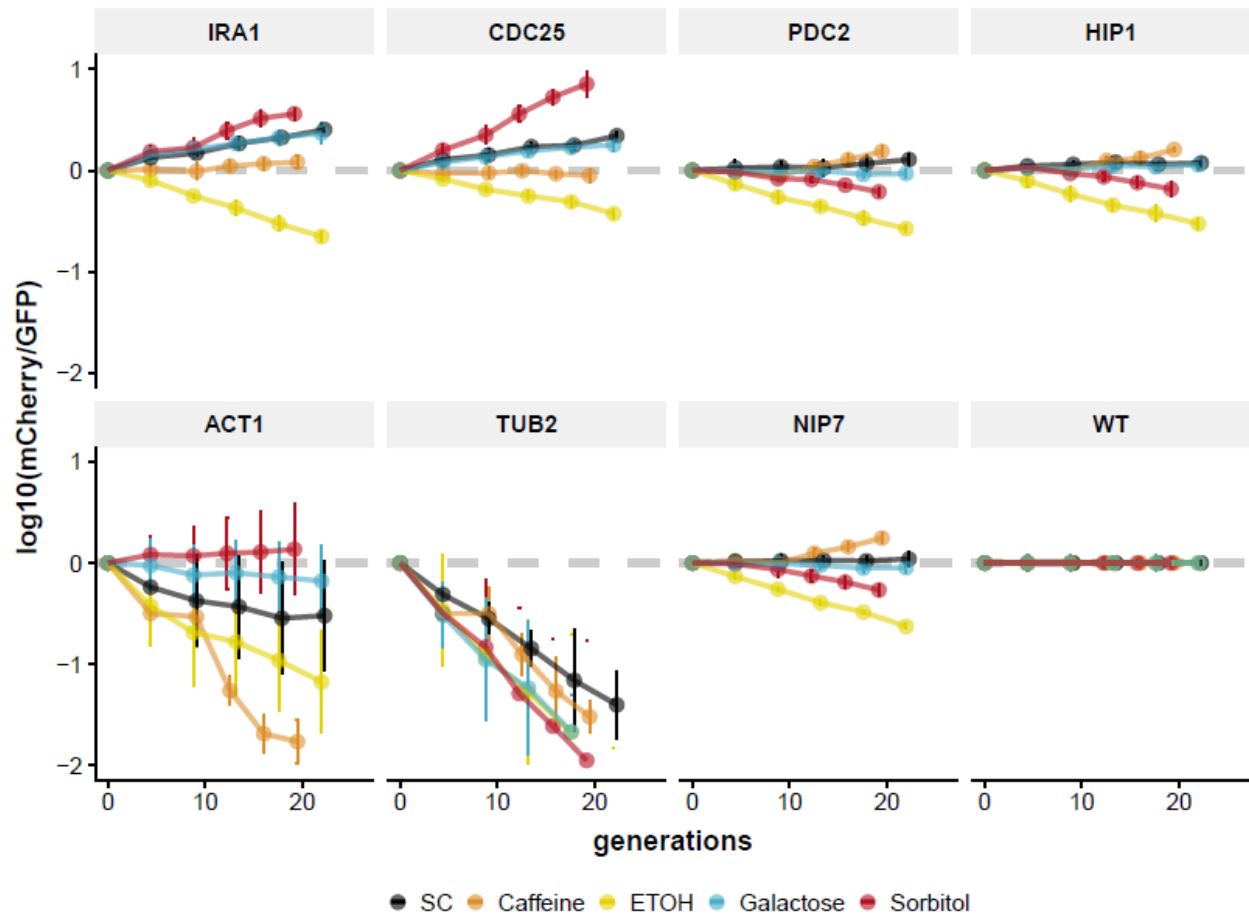 IRA1 CDC25 PDC2 HIP1
1
0
−1
−2
ACT1 TUB2 NIP7 WT
1
0
−1
−2
log10(mCherry/GFP)
0 10 20 0 10 20 0 10 20 0 10 20
generations
SC Caffeine ETOH Galactose Sorbitol